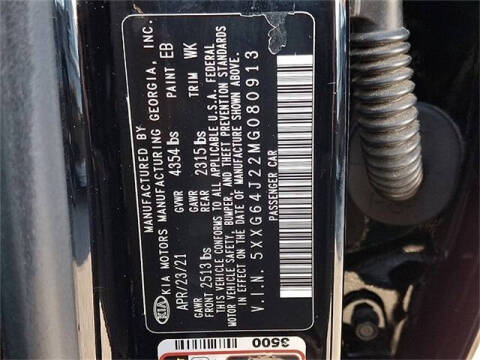 KIA
MANUFACTURED BY
KIA MOTORS MANUFACTURING GEORGIA, INC.
APR/23/21 GVWR 4354 lbs PAINT EB
GAWR FRONT 2513 lbs GAWR REAR 2315 lbs TRIM WK
THIS VEHICLE CONFORMS TO ALL APPLICABLE U.S.A. FEDERAL
MOTOR VEHICLE SAFETY, BUMPER, AND THEFT PREVENTION STANDARDS
IN EFFECT ON THE DATE OF MANUFACTURE SHOWN ABOVE.
V.I.N. 5XXG64J22MG080913
PASSENGER CAR
3500